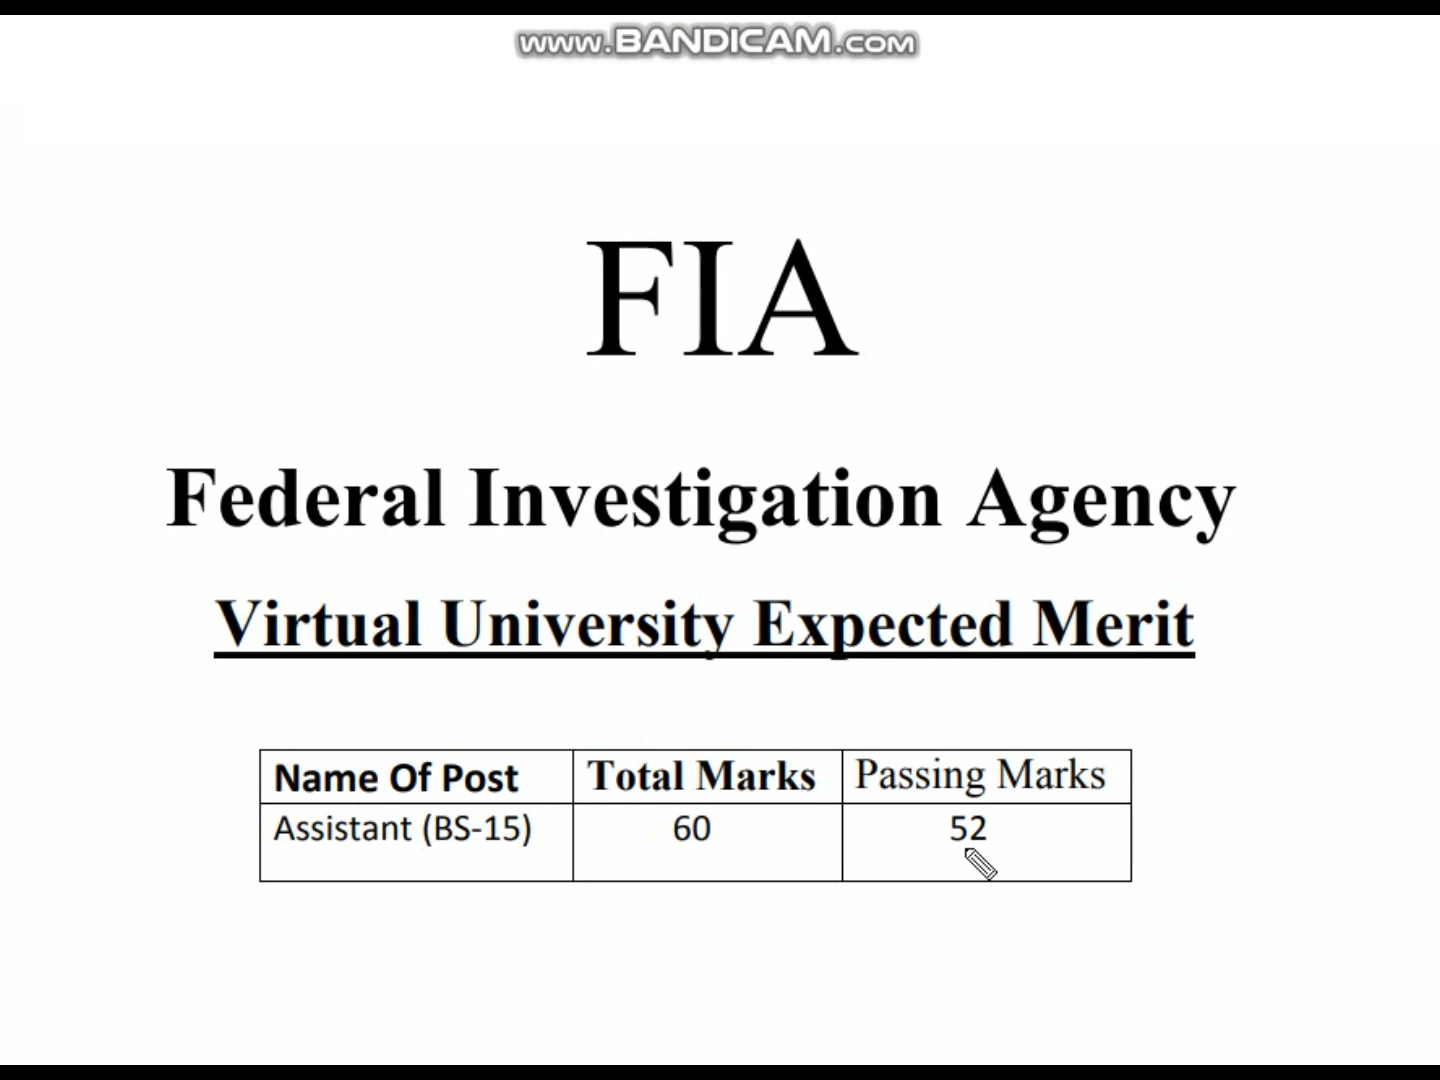 www.BANDICAM.com
FIA
Federal Investigation Agency
Virtual University Expected Merit
Name Of Post Total Marks Passing Marks
Assistant (BS-15) 60 52